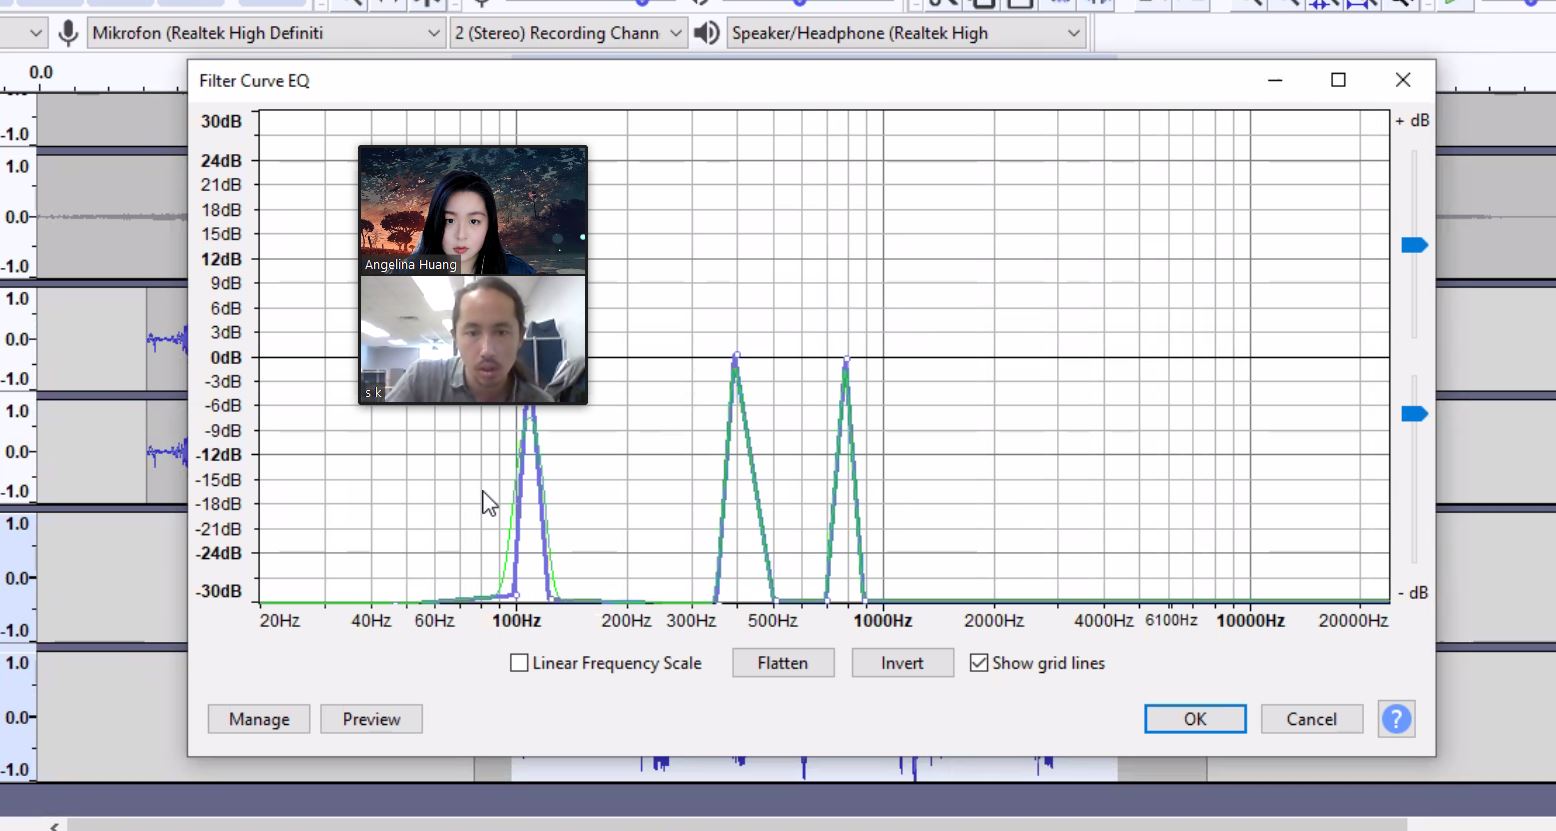 Mikrofon (Realtek High Definiti
2 (Stereo) Recording Chann
Speaker/Headphone (Realtek High
0.0
Filter Curve EQ
-1.0
1.0
0.0
-1.0
1.0
0.0
-1.0
1.0
0.0
-1.0
1.0
0.0
-1.0
1.0
0.0
-1.0
30dB
24dB
21dB
18dB
15dB
12dB
9dB
6dB
3dB
0dB
-3dB
-6dB
-9dB
-12dB
-15dB
-18dB
-21dB
-24dB
-30dB
+ dB
- dB
Angelina Huang
s k
20Hz 40Hz 60Hz 100Hz 200Hz 300Hz 500Hz 1000Hz 2000Hz 4000Hz 6100Hz 10000Hz 20000Hz
Linear Frequency Scale
Flatten
Invert
Show grid lines
Manage
Preview
OK
Cancel
?